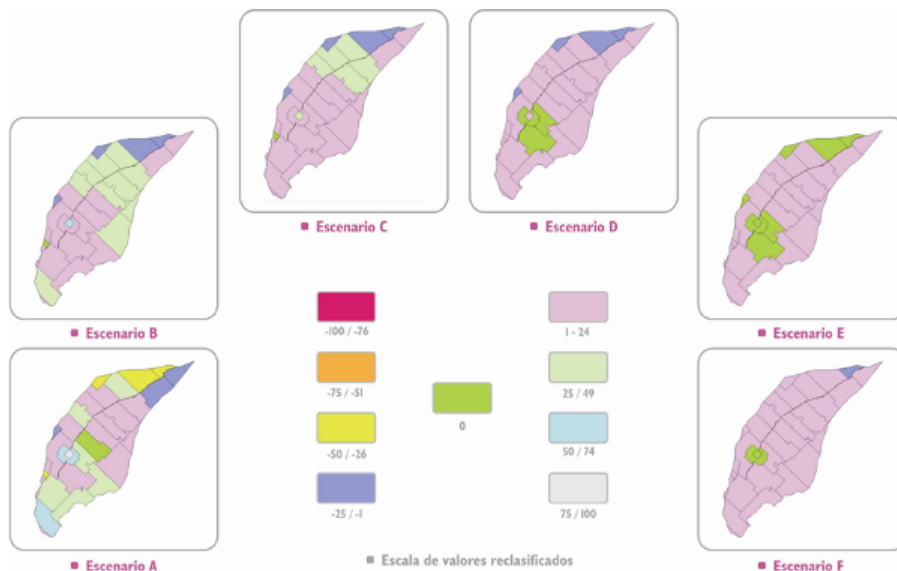 Escenario C
Escenario D
Escenario B
Escenario E
-100 / -76
1 - 24
-75 / -51
25 / 49
0
-50 / -26
50 / 74
-25 / -1
75 / 100
Escenario A
Escala de valores reclasificados
Escenario F